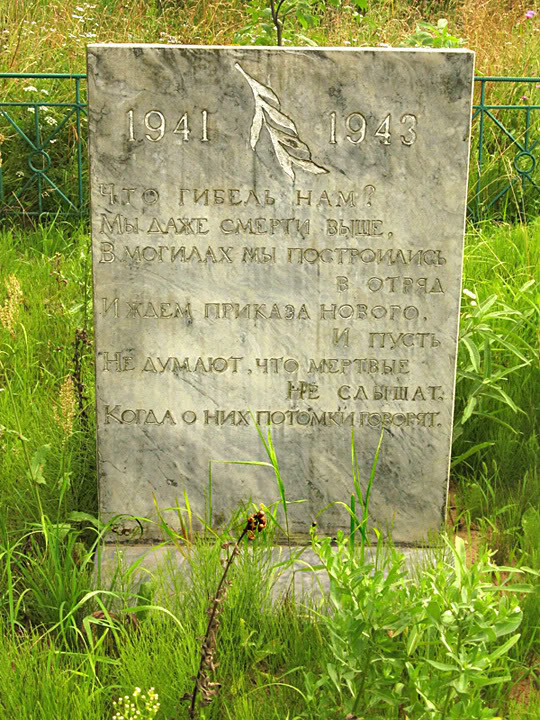 1941 1943
Что гибель нам?
Мы даже смерти выше,
В могилах мы построились
в отряд
И ждем приказа нового,
И пусть
Не думают, что мертвые
не слышат,
Когда о них потомки говорят.